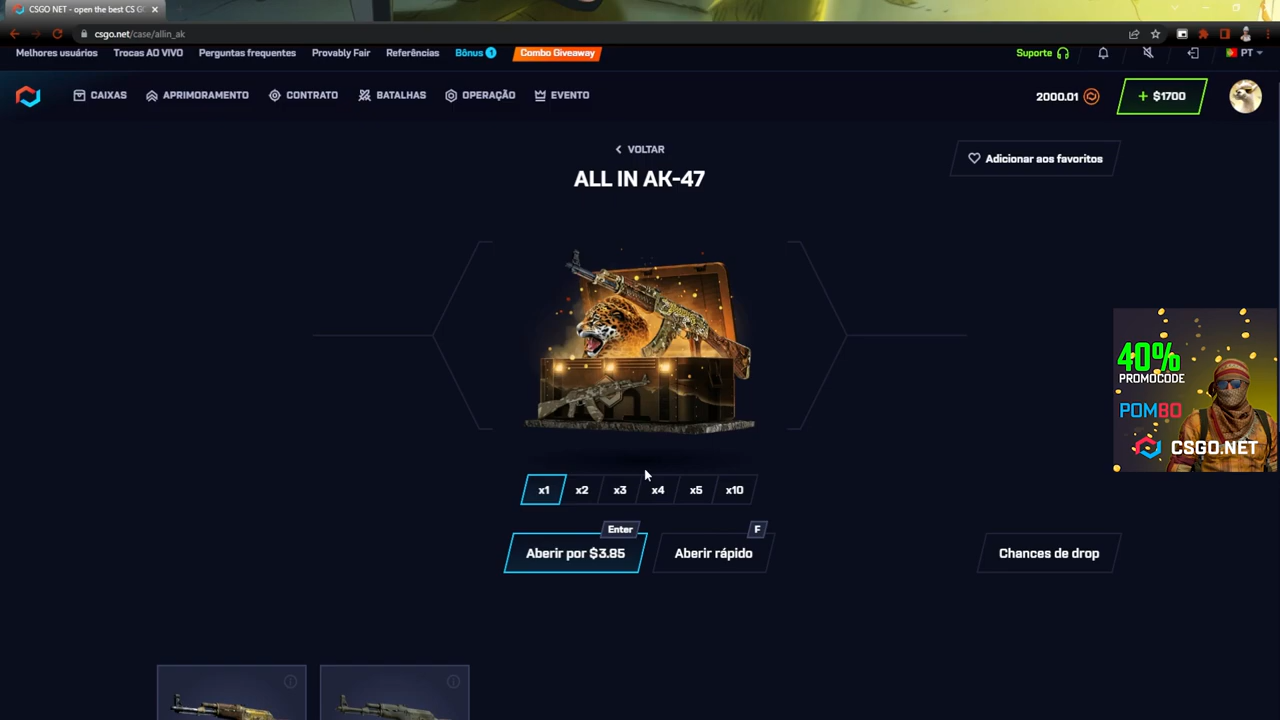 CSGO NET - open the best CS G
csgo.net/case/allin_ak
Melhores usuários
Trocas AO VIVO
Perguntas frequentes
Provably Fair
Referências
Bônus 1
Combo Giveaway
Suporte
PT
CAIXAS
APRIMORAMENTO
CONTRATO
BATALHAS
OPERAÇÃO
EVENTO
2000.01
+ $1700
< VOLTAR
Adicionar aos favoritos
ALL IN AK-47
40%
PROMOCODE
POMBO
CSGO.NET
x1
x2
x3
x4
x5
x10
Enter
F
Aberir por $3.85
Aberir rápido
Chances de drop